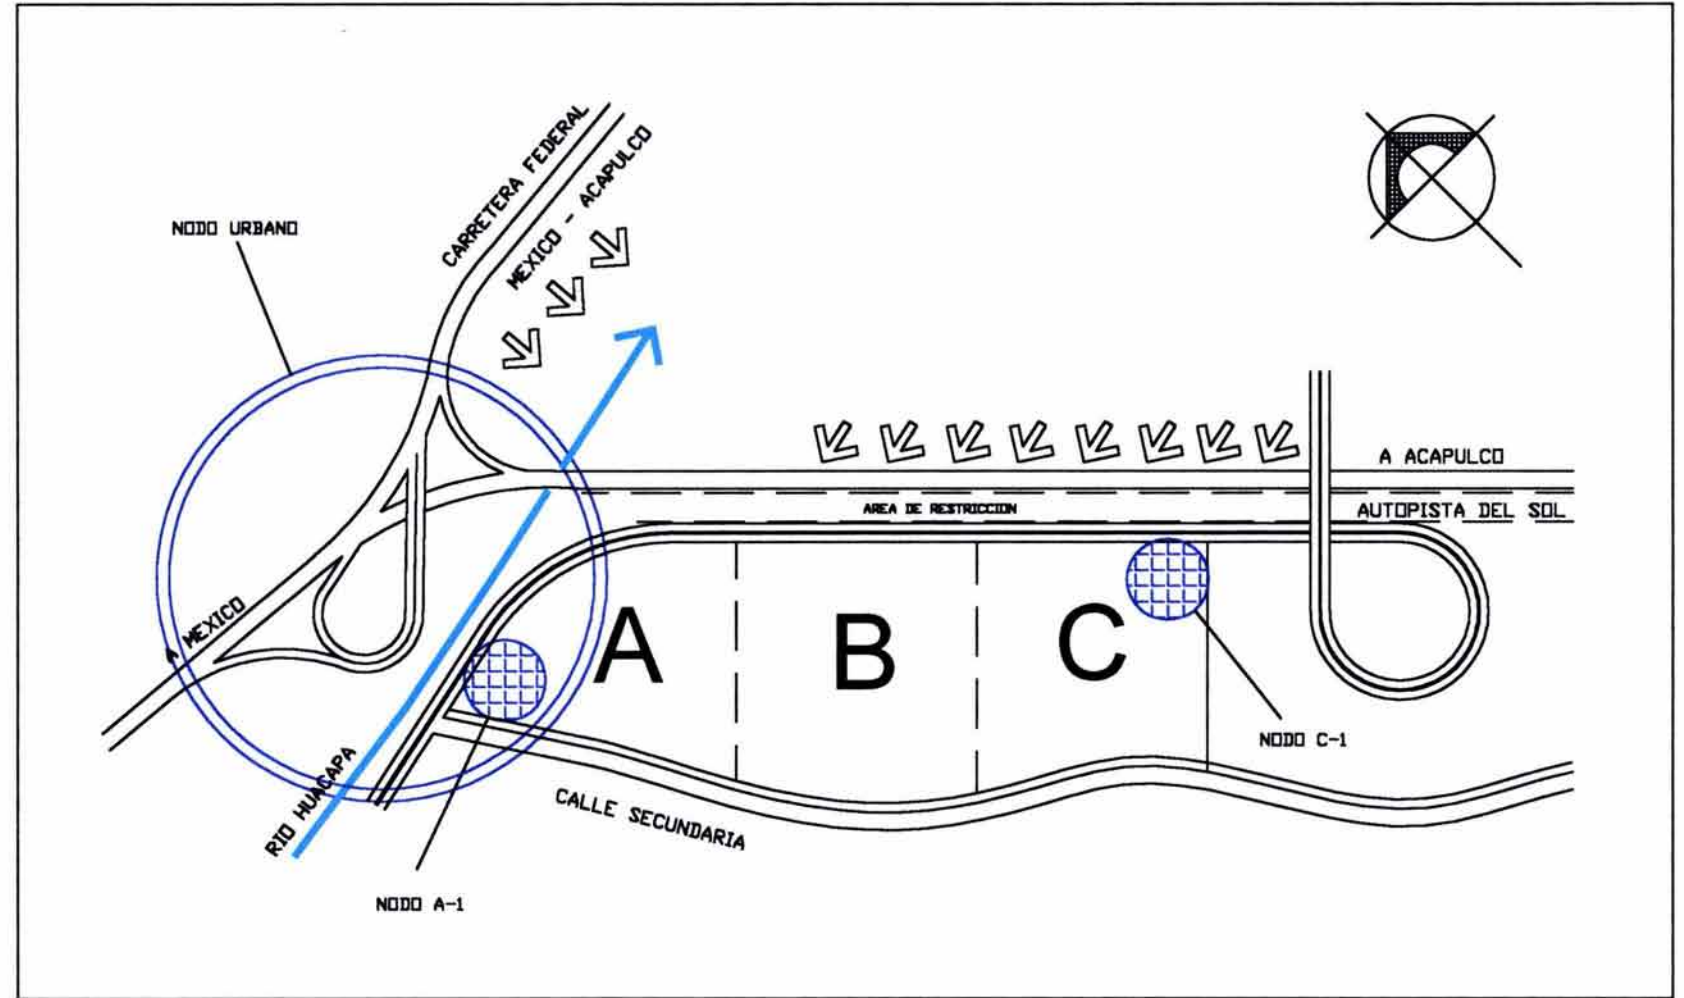 CARRETERA FEDERAL
MEXICO - ACAPULCO
NODO URBANO
A ACAPULCO
AREA DE RESTRICCION
AUTOPISTA DEL SOL
A MEXICO
A
B
C
NODO C-1
RIO HUACAPA
CALLE SECUNDARIA
NODO A-1